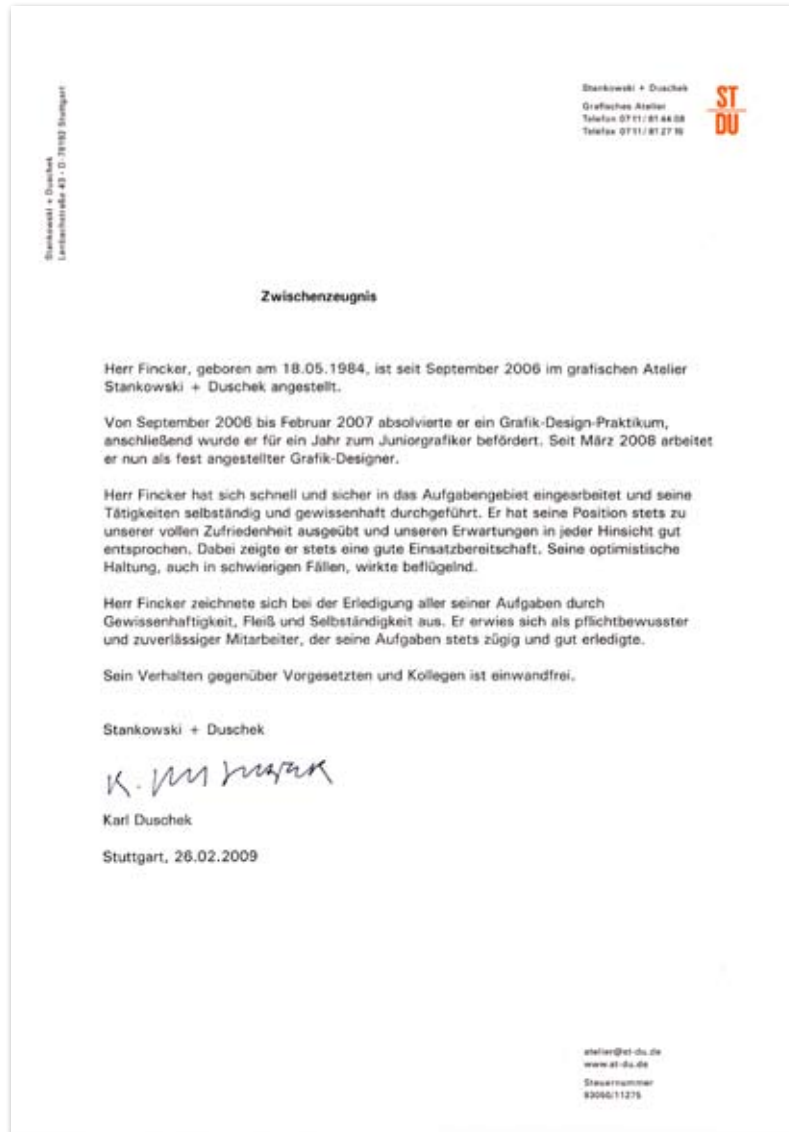 Stankowski + Duschek
Grafisches Atelier
Telefon 0711/81 44 08
Telefax 0711/81 27 16
ST
DU
Stankowski + Duschek
Lenbachstraße 43 · D-70192 Stuttgart
Zwischenzeugnis
Herr Fincker, geboren am 18.05.1984, ist seit September 2006 im grafischen Atelier
Stankowski + Duschek angestellt.
Von September 2006 bis Februar 2007 absolvierte er ein Grafik-Design-Praktikum,
anschließend wurde er für ein Jahr zum Juniorgrafiker befördert. Seit März 2008 arbeitet
er nun als fest angestellter Grafik-Designer.
Herr Fincker hat sich schnell und sicher in das Aufgabengebiet eingearbeitet und seine
Tätigkeiten selbständig und gewissenhaft durchgeführt. Er hat seine Position stets zu
unserer vollen Zufriedenheit ausgeübt und unseren Erwartungen in jeder Hinsicht gut
entsprochen. Dabei zeigte er stets eine gute Einsatzbereitschaft. Seine optimistische
Haltung, auch in schwierigen Fällen, wirkte beflügelnd.
Herr Fincker zeichnete sich bei der Erledigung aller seiner Aufgaben durch
Gewissenhaftigkeit, Fleiß und Selbständigkeit aus. Er erwies sich als pflichtbewusster
und zuverlässiger Mitarbeiter, der seine Aufgaben stets zügig und gut erledigte.
Sein Verhalten gegenüber Vorgesetzten und Kollegen ist einwandfrei.
Stankowski + Duschek
Karl Duschek
Stuttgart, 26.02.2009
atelier@st-du.de
www.st-du.de
Steuernummer
93050/11275